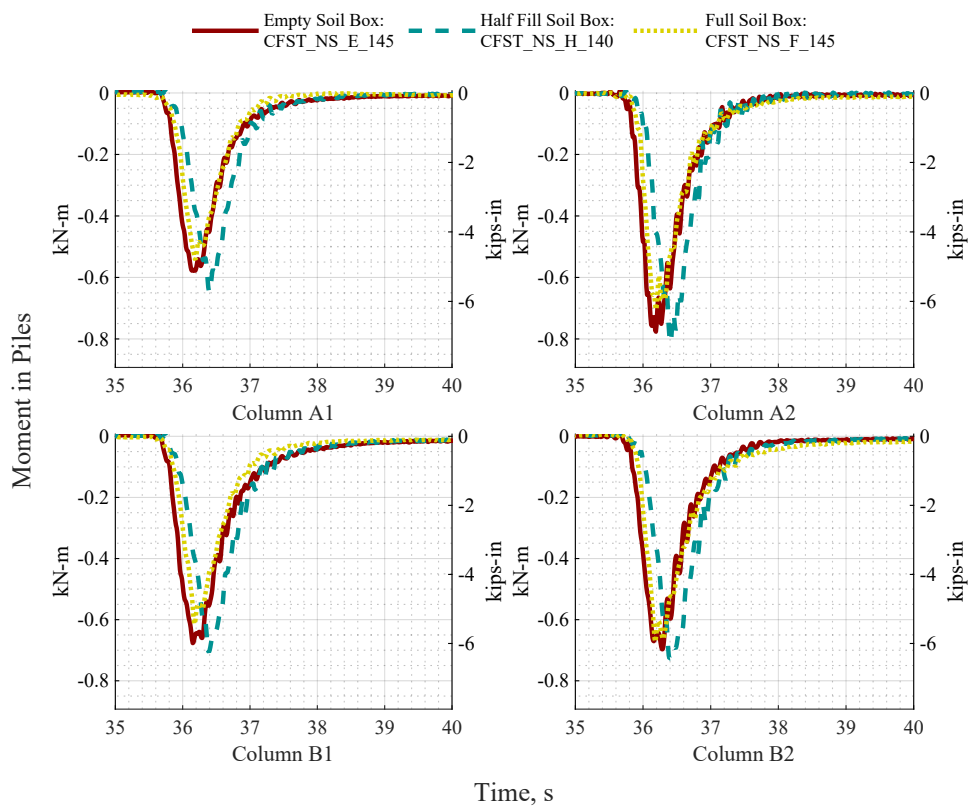 Empty Soil Box:
CFST_NS_E_145
Half Fill Soil Box:
CFST_NS_H_140
Full Soil Box:
CFST_NS_F_145
Moment in Piles
kN-m
0
-0.2
-0.4
-0.6
-0.8
35 36 37 38 39 40
0
-2
-4
-6
kips-in
Column A1
kN-m
0
-0.2
-0.4
-0.6
-0.8
35 36 37 38 39 40
0
-2
-4
-6
kips-in
Column A2
kN-m
0
-0.2
-0.4
-0.6
-0.8
35 36 37 38 39 40
0
-2
-4
-6
kips-in
Column B1
kN-m
0
-0.2
-0.4
-0.6
-0.8
35 36 37 38 39 40
0
-2
-4
-6
kips-in
Column B2
Time, s